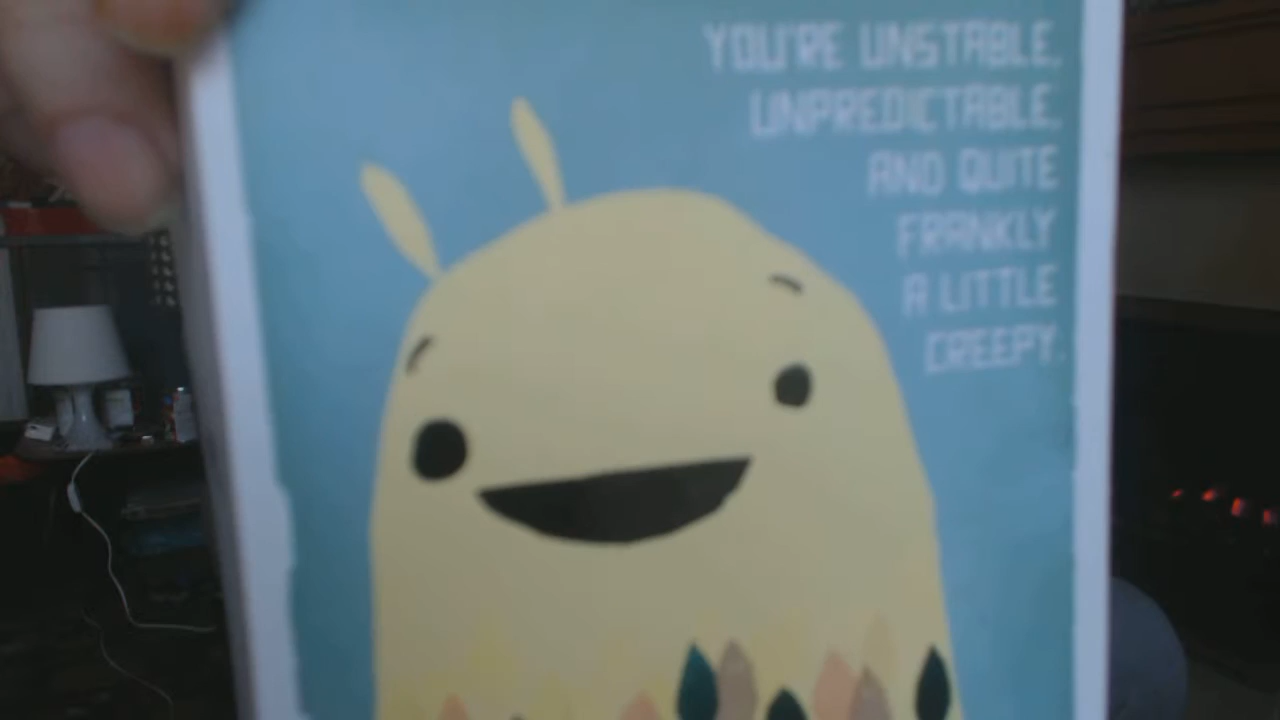 YOU'RE UNSTABLE,
UNPREDICTABLE,
AND QUITE
FRANKLY
A LITTLE
CREEPY.